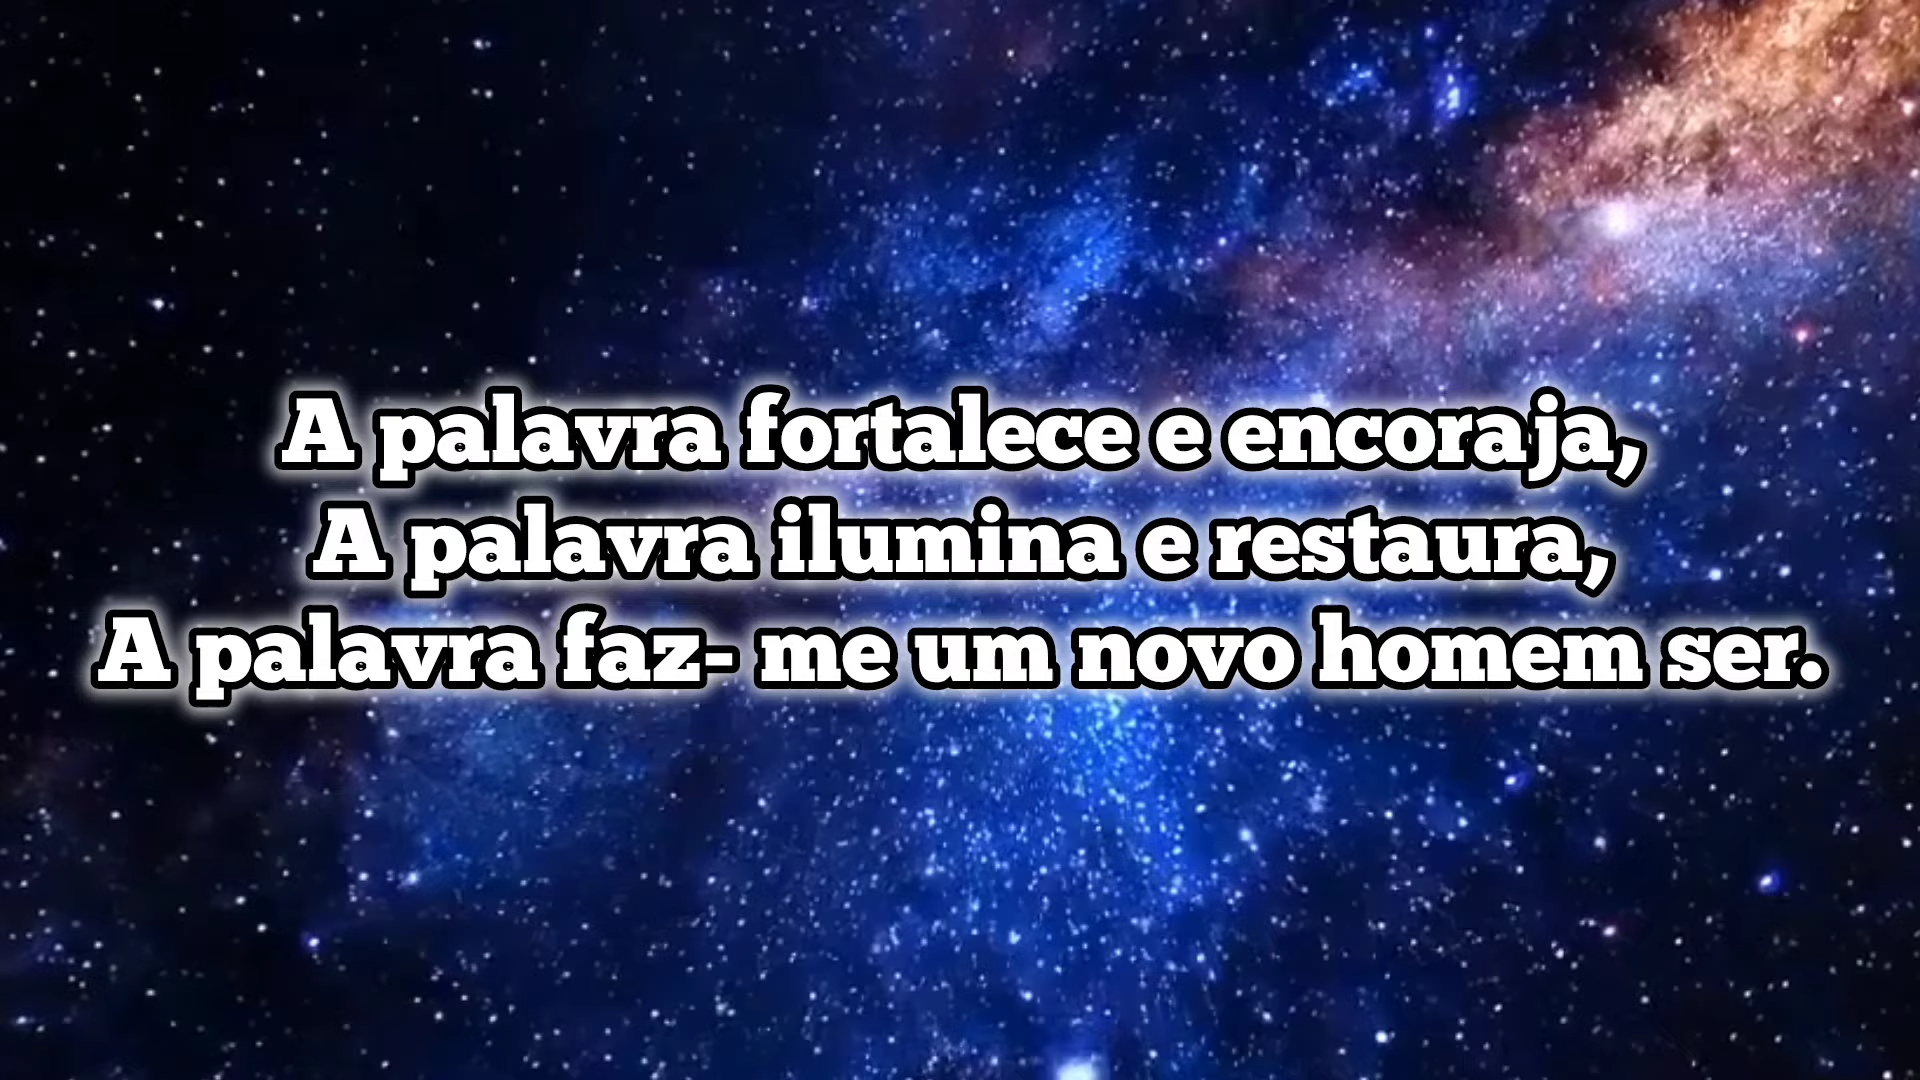 A palavra fortalece e encoraja,
A palavra ilumina e restaura,
A palavra faz- me um novo homem ser.